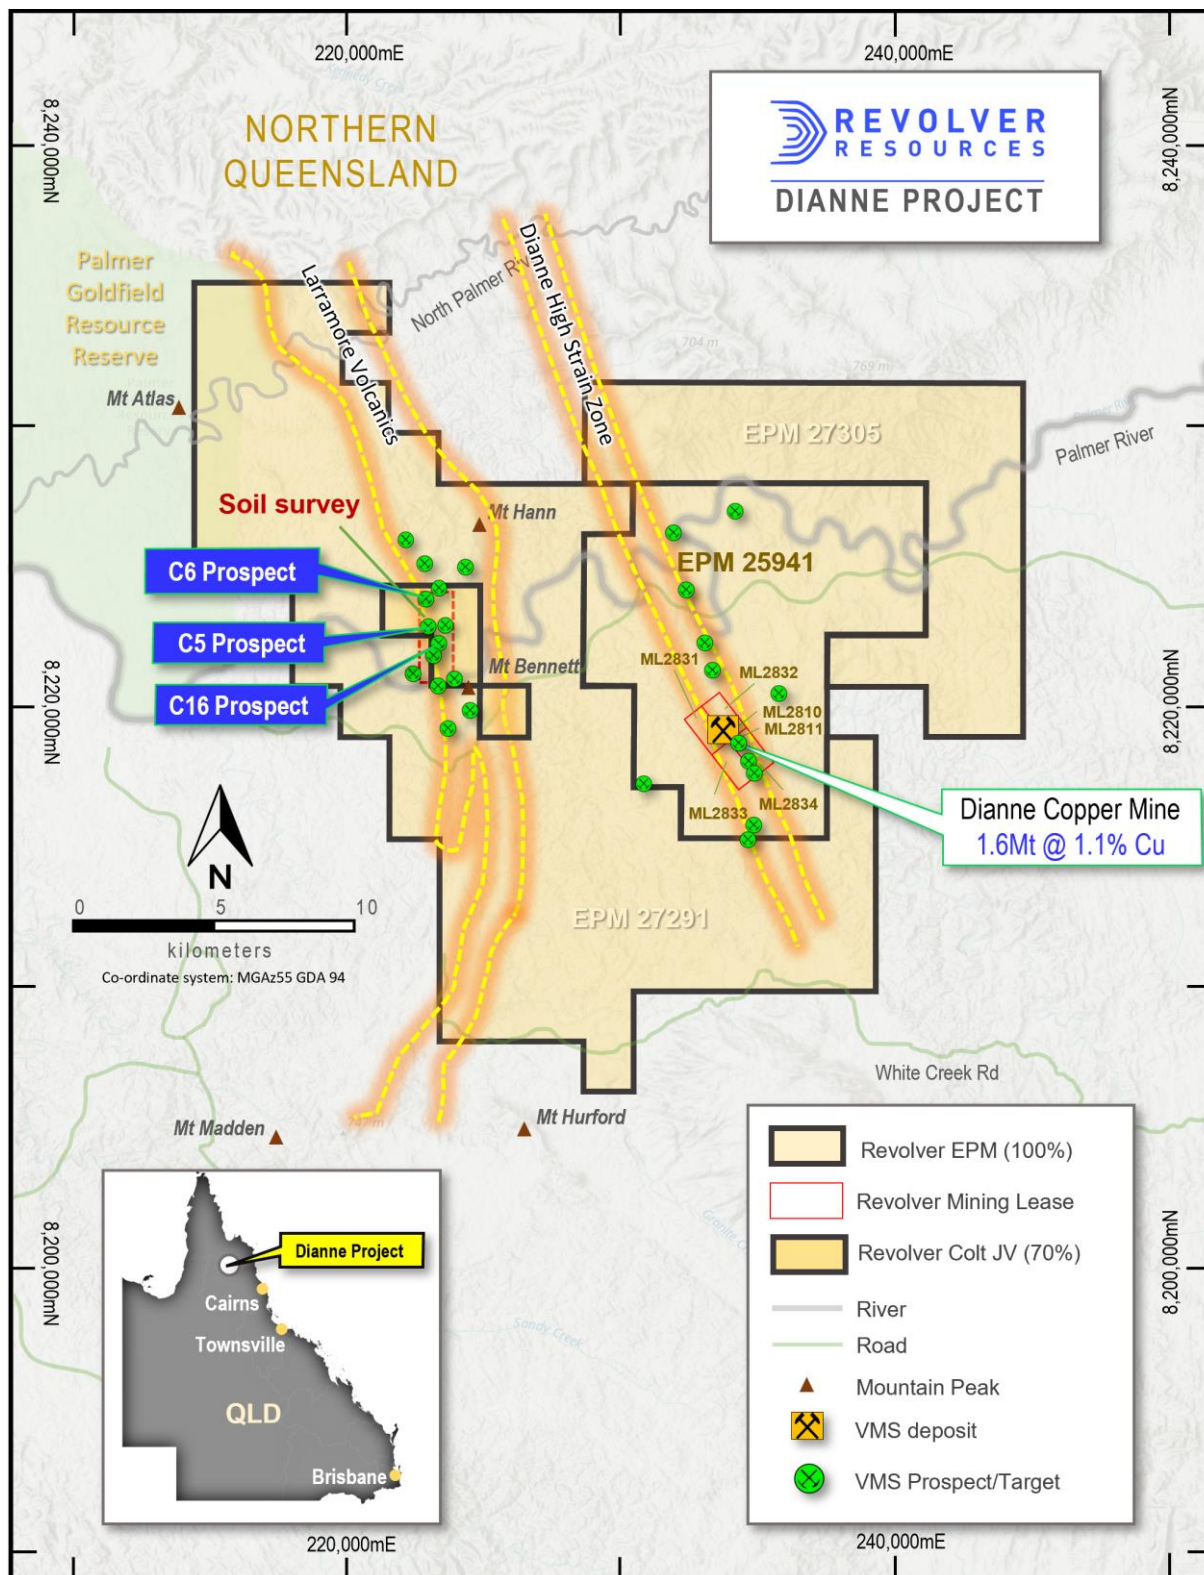 220,000mE
240,000mE
8,240,000mN
8,240,000mN
REVOLVER
RESOURCES
DIANNE PROJECT
NORTHERN
QUEENSLAND
Palmer
Goldfield
Resource
Reserve
Larramore Volcanics
North Palmer Riv
Dianne High Strain Zone
704 m
769 m
Mt Atlas
EPM 27305
Palmer River
Soil survey
Mt Hann
EPM 25941
C6 Prospect
C5 Prospect
C16 Prospect
Mt Bennett
ML2831
ML2832
ML2810
ML2811
ML2833
ML2834
8,220,000mN
8,220,000mN
Dianne Copper Mine
1.6Mt @ 1.1% Cu
N
0 5 10
kilometers
Co-ordinate system: MGAz55 GDA 94
EPM 27291
White Creek Rd
Mt Madden
747 m
Mt Hurford
Sandy Creek
8,200,000mN
8,200,000mN
Dianne Project
Cairns
Townsville
QLD
Brisbane
Revolver EPM (100%)
Revolver Mining Lease
Revolver Colt JV (70%)
River
Road
Mountain Peak
VMS deposit
VMS Prospect/Target
220,000mE
240,000mE